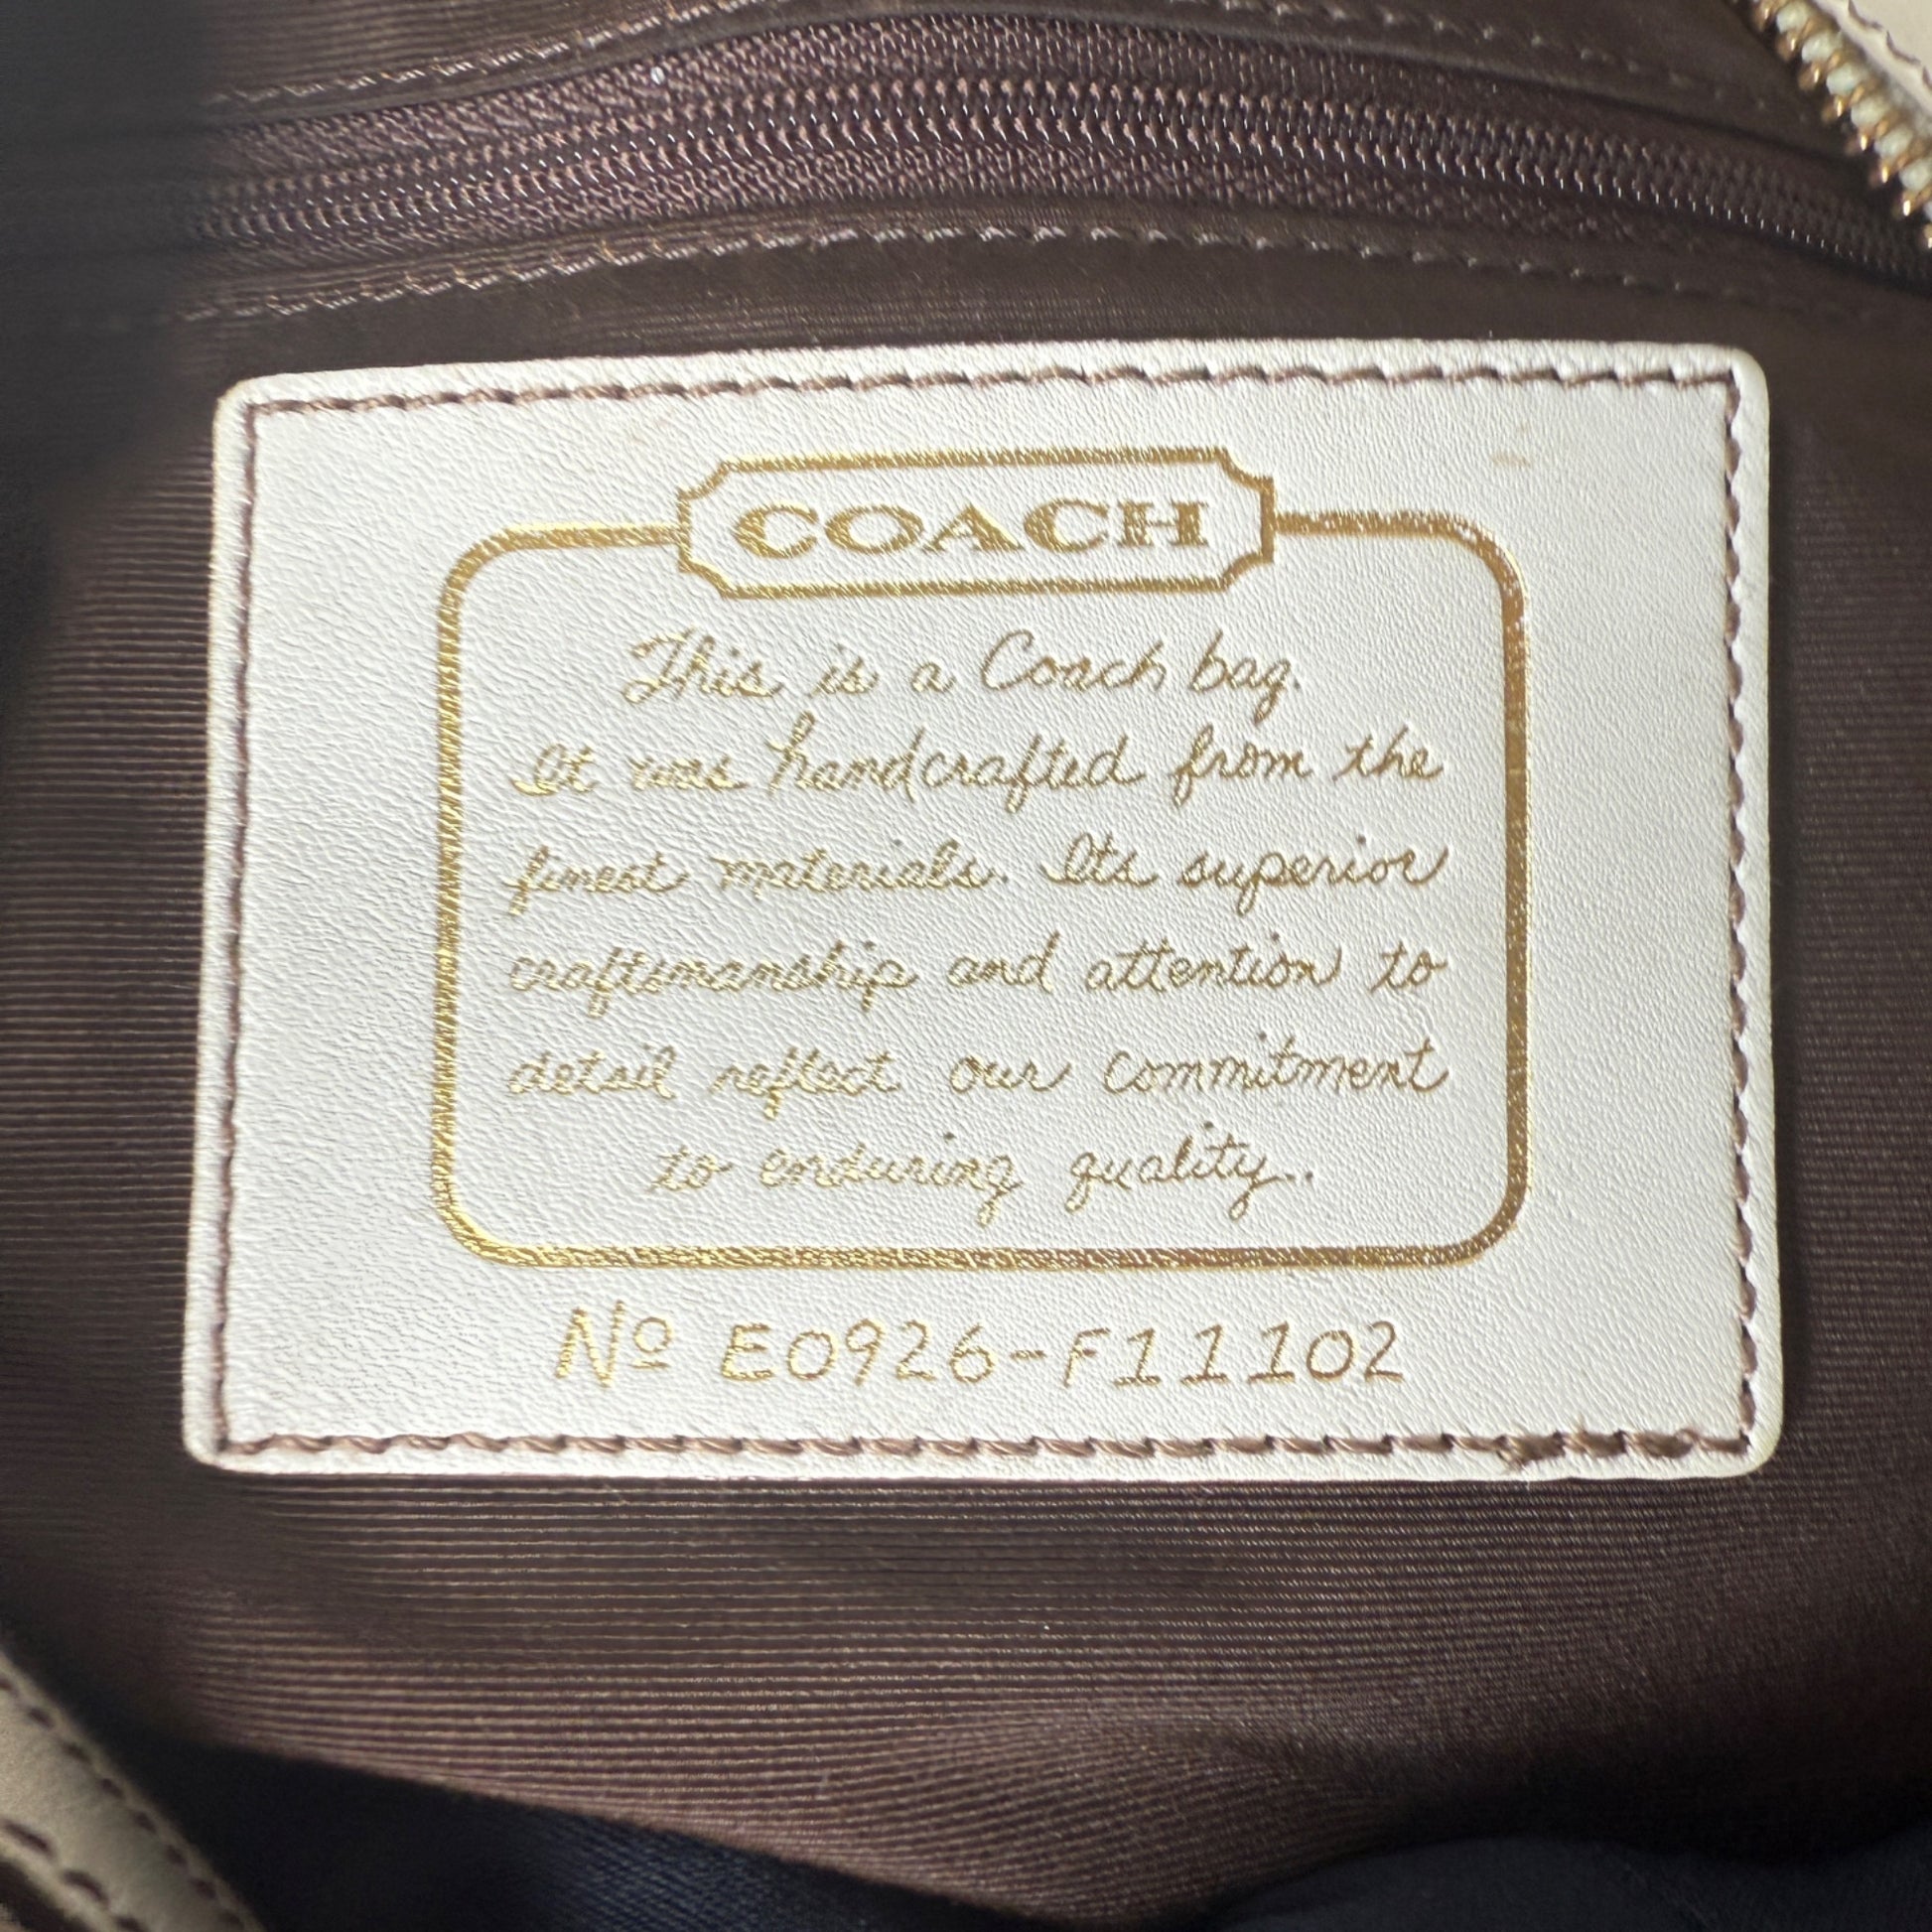 COACH
This is a Coach bag.
It was handcrafted from the
finest materials. Its superior
craftsmanship and attention to
detail reflect our commitment
to enduring quality.
Nº E0926-F11102